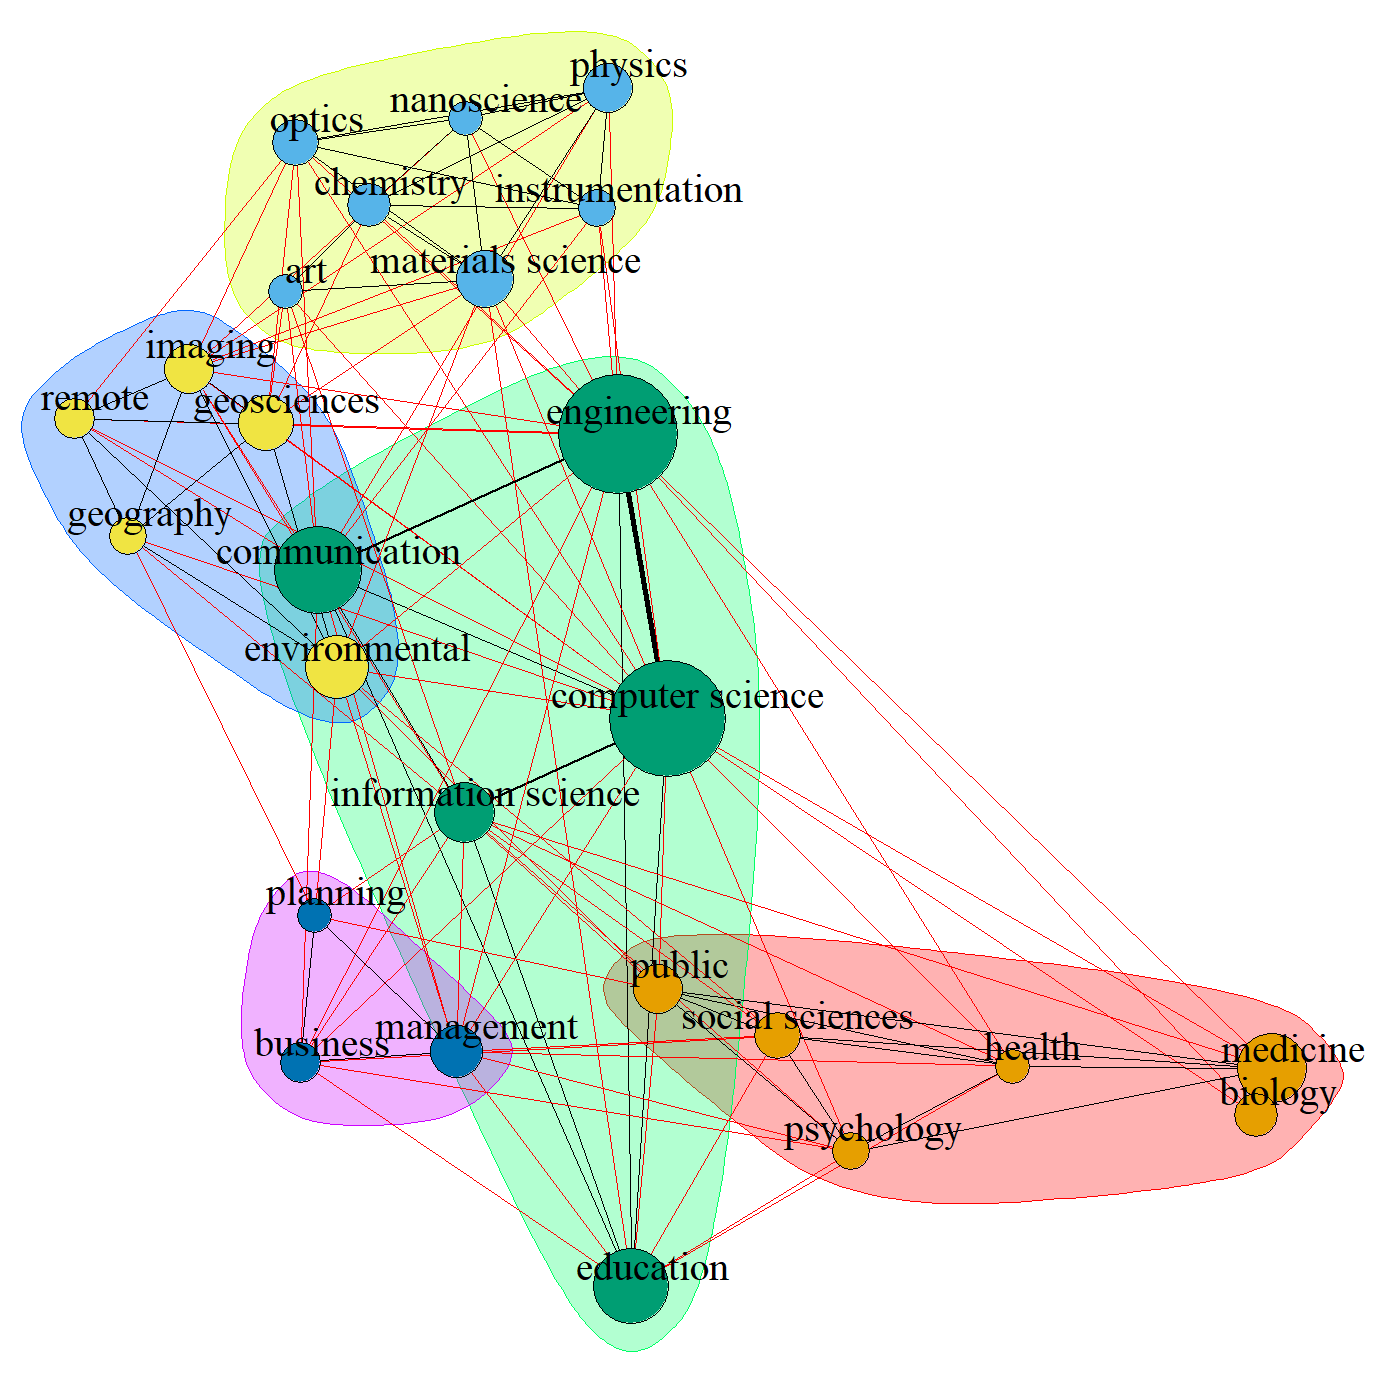 physics
nanoscience
optics
chemistry
instrumentation
materials science
art
imaging
remote
geosciences
engineering
geography
communication
environmental
computer science
information science
planning
public
social sciences
management
business
health
medicine
biology
psychology
education